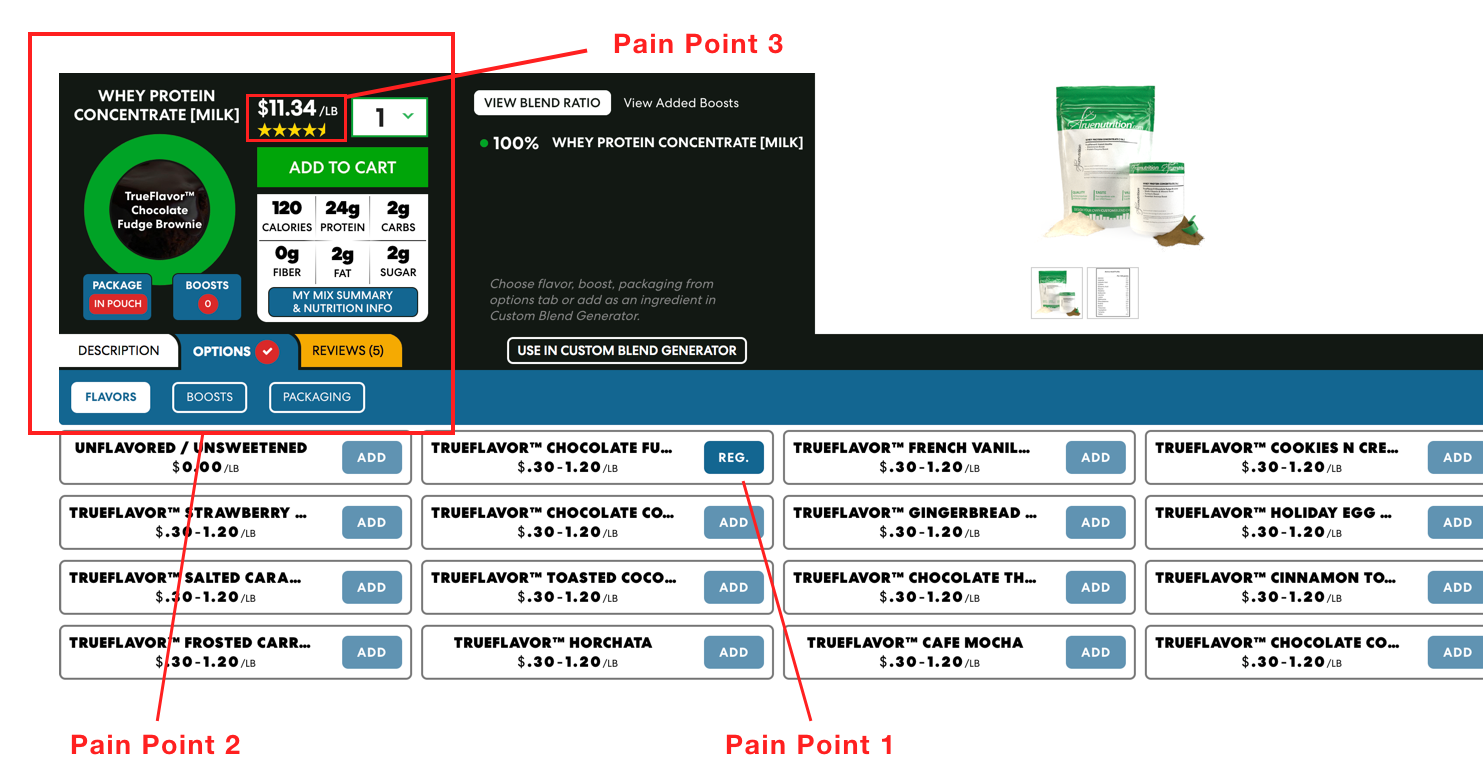 Pain Point 3
WHEY PROTEIN
CONCENTRATE [MILK]
$11.34 /LB
1
ADD TO CART
TrueFlavor™
Chocolate
Fudge Brownie
120 24g 2g
CALORIES PROTEIN CARBS
0g 2g 2g
FIBER FAT SUGAR
PACKAGE
IN POUCH
BOOSTS
0
MY MIX SUMMARY
& NUTRITION INFO
VIEW BLEND RATIO View Added Boosts
100% WHEY PROTEIN CONCENTRATE [MILK]
Choose flavor, boost, packaging from
options tab or add as an ingredient in
Custom Blend Generator.
USE IN CUSTOM BLEND GENERATOR
Truenutrition
DESCRIPTION OPTIONS REVIEWS (5)
FLAVORS BOOSTS PACKAGING
UNFLAVORED / UNSWEETENED
$0.00 /LB
ADD
TRUEFLAVOR™ CHOCOLATE FU...
$.30-1.20 /LB
REG.
TRUEFLAVOR™ FRENCH VANIL...
$.30-1.20 /LB
ADD
TRUEFLAVOR™ COOKIES N CRE...
$.30-1.20 /LB
ADD
TRUEFLAVOR™ STRAWBERRY ...
$.30-1.20 /LB
ADD
TRUEFLAVOR™ CHOCOLATE CO...
$.30-1.20 /LB
ADD
TRUEFLAVOR™ GINGERBREAD ...
$.30-1.20 /LB
ADD
TRUEFLAVOR™ HOLIDAY EGG ...
$.30-1.20 /LB
ADD
TRUEFLAVOR™ SALTED CARA...
$.30-1.20 /LB
ADD
TRUEFLAVOR™ TOASTED COCO...
$.30-1.20 /LB
ADD
TRUEFLAVOR™ CHOCOLATE TH...
$.30-1.20 /LB
ADD
TRUEFLAVOR™ CINNAMON TO...
$.30-1.20 /LB
ADD
TRUEFLAVOR™ FROSTED CARR...
$.30-1.20 /LB
ADD
TRUEFLAVOR™ HORCHATA
$.30-1.20 /LB
ADD
TRUEFLAVOR™ CAFE MOCHA
$.30-1.20 /LB
ADD
TRUEFLAVOR™ CHOCOLATE CO...
$.30-1.20 /LB
ADD
Pain Point 2
Pain Point 1